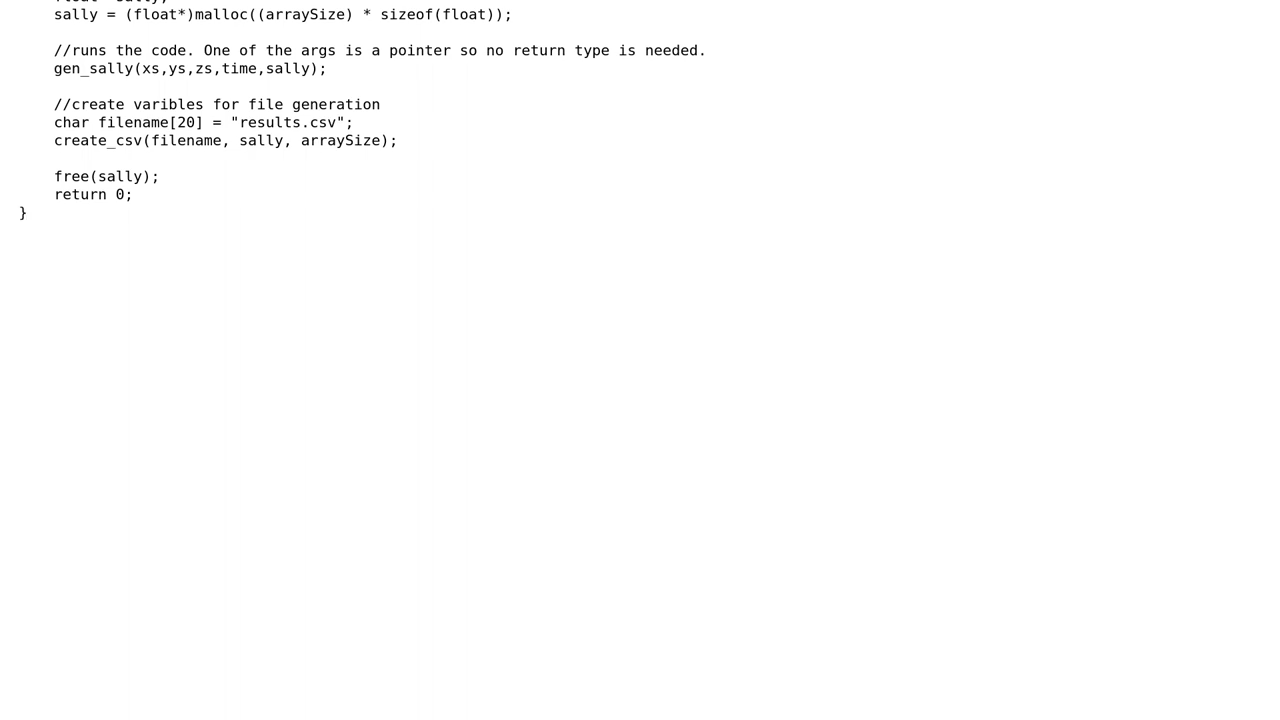 sally = (float*)malloc((arraySize) * sizeof(float));
//runs the code. One of the args is a pointer so no return type is needed.
gen_sally(xs,ys,zs,time,sally);
//create varibles for file generation
char filename[20] = "results.csv";
create_csv(filename, sally, arraySize);
free(sally);
return 0;
}